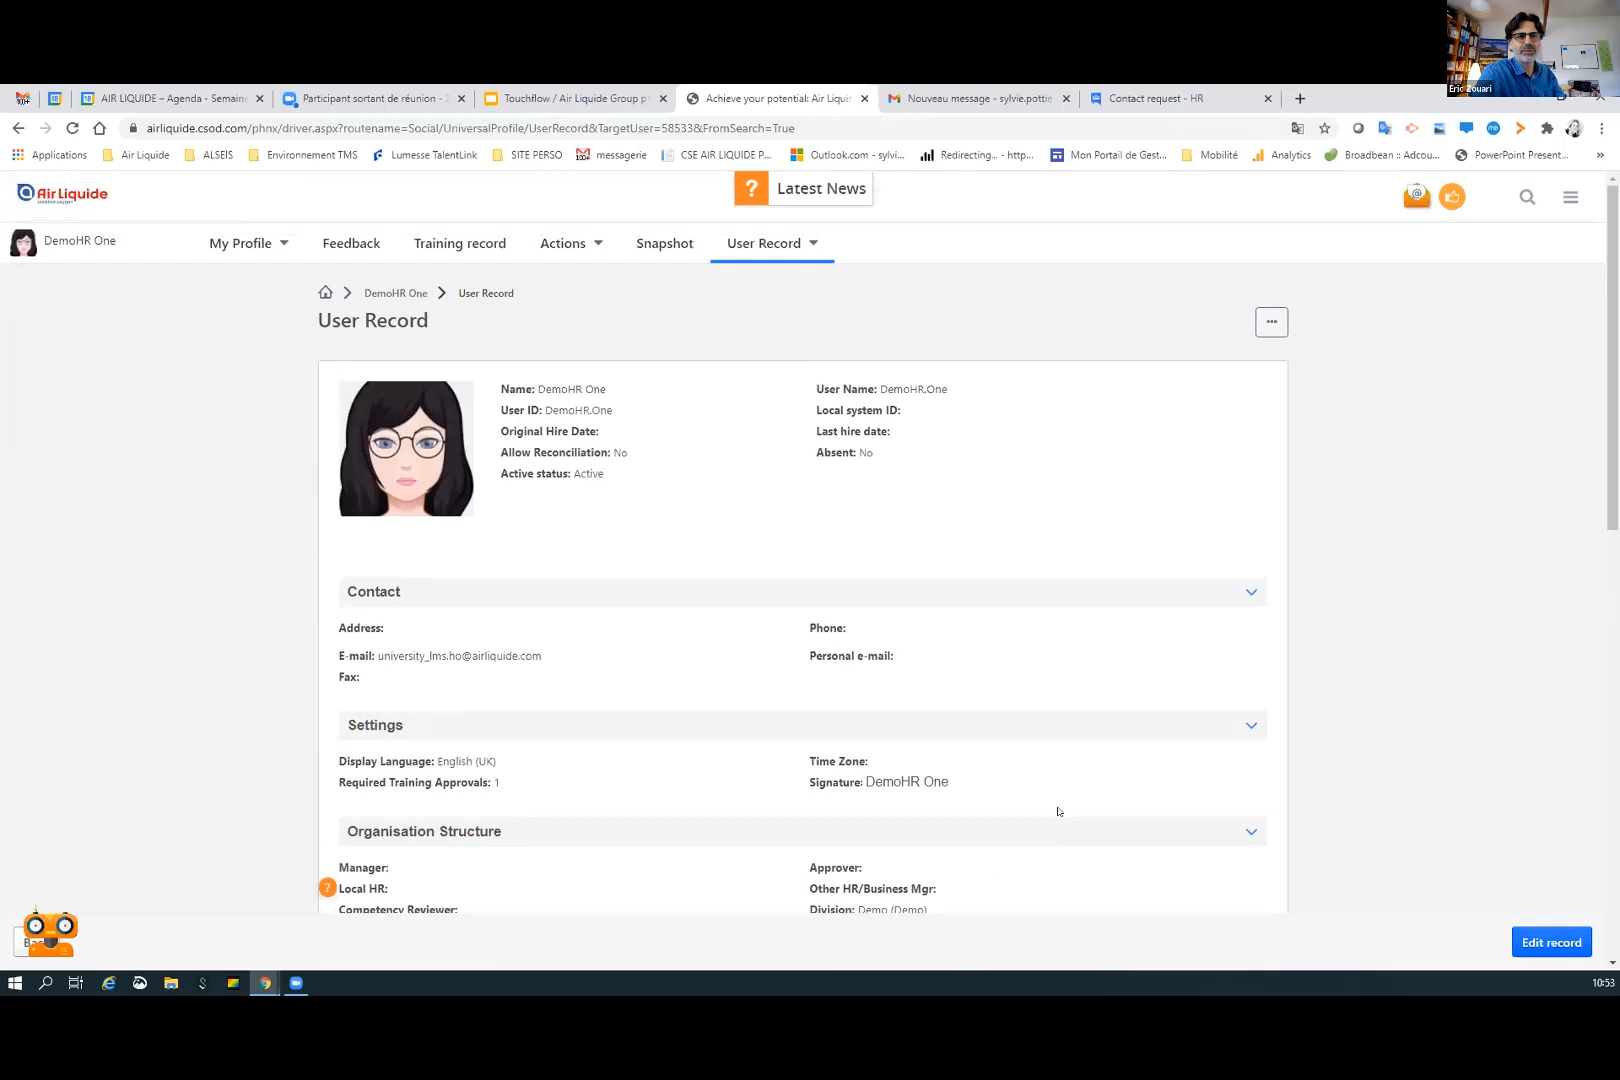 Eric Zouari
AIR LIQUIDE – Agenda - Semaine
Participant sortant de réunion - Z
Touchflow / Air Liquide Group p
Achieve your potential: Air Liquid
Nouveau message - sylvie.pottie
Contact request - HR
airliquide.csod.com/phnx/driver.aspx?routename=Social/UniversalProfile/UserRecord&TargetUser=58533&FromSearch=True
Applications
Air Liquide
ALSEIS
Environnement TMS
Lumesse TalentLink
SITE PERSO
messagerie
CSE AIR LIQUIDE P...
Outlook.com - sylvi...
Redirecting... - http...
Mon Portail de Gest...
Mobilité
Analytics
Broadbean :: Adcou...
PowerPoint Present...
Air Liquide
creative oxygen
? Latest News
DemoHR One
My Profile
Feedback
Training record
Actions
Snapshot
User Record
DemoHR One
User Record
User Record
...
Name: DemoHR One
User Name: DemoHR.One
User ID: DemoHR.One
Local system ID:
Original Hire Date:
Last hire date:
Allow Reconciliation: No
Absent: No
Active status: Active
Contact
Address:
Phone:
E-mail: university_lms.ho@airliquide.com
Personal e-mail:
Fax:
Settings
Display Language: English (UK)
Time Zone:
Required Training Approvals: 1
Signature: DemoHR One
Organisation Structure
Manager:
Approver:
? Local HR:
Other HR/Business Mgr:
Competency Reviewer:
Division: Demo (Demo)
Edit record
10:53